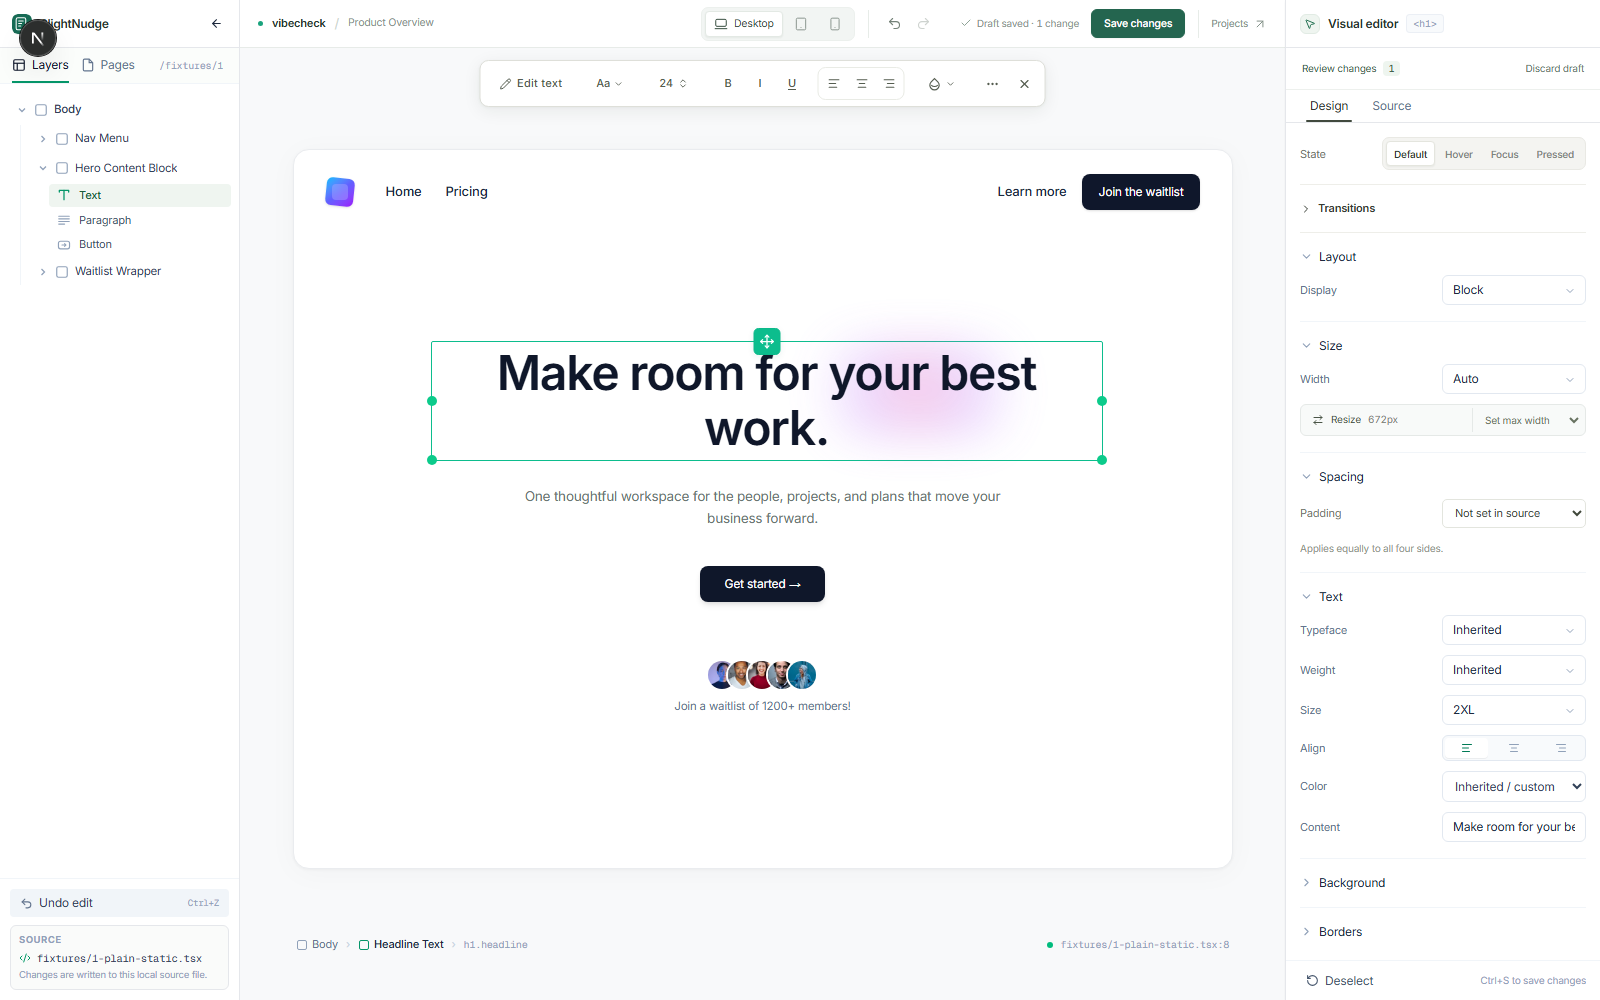 N
lightNudge
vibecheck / Product Overview
Desktop
Draft saved · 1 change
Save changes
Projects
Visual editor
<h1>
Layers
Pages
/fixtures/1
Edit text
Aa
24
B
I
U
Review changes 1
Discard draft
Design
Source
Body
Nav Menu
Hero Content Block
Text
Paragraph
Button
Waitlist Wrapper
Home
Pricing
Learn more
Join the waitlist
Make room for your best
work.
One thoughtful workspace for the people, projects, and plans that move your
business forward.
Get started →
Join a waitlist of 1200+ members!
State
Default
Hover
Focus
Pressed
Transitions
Layout
Display
Block
Size
Width
Auto
Resize 672px
Set max width
Spacing
Padding
Not set in source
Applies equally to all four sides.
Text
Typeface
Inherited
Weight
Inherited
Size
2XL
Align
Color
Inherited / custom
Content
Make room for your be
Background
Borders
Undo edit
Ctrl+Z
SOURCE
fixtures/1-plain-static.tsx
Changes are written to this local source file.
Body › Headline Text › h1.headline
fixtures/1-plain-static.tsx:8
Deselect
Ctrl+S to save changes